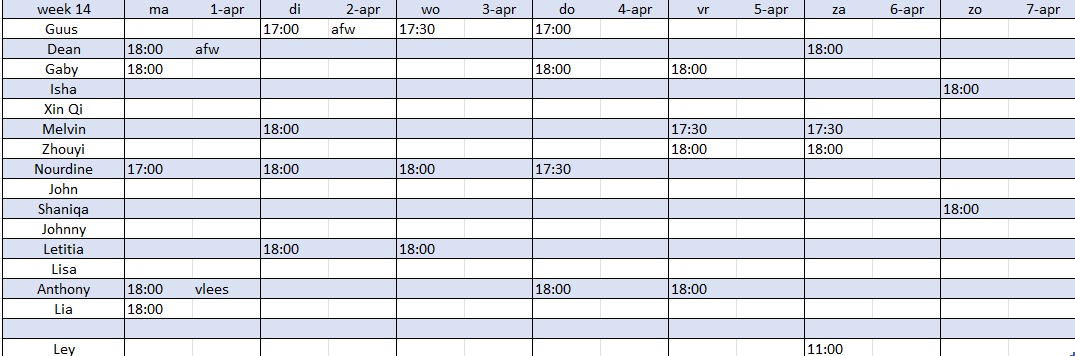 week 14 ma 1-apr di 2-apr wo 3-apr do 4-apr vr 5-apr za 6-apr zo 7-apr
Guus 17:00 afw 17:30 17:00
Dean 18:00 afw 18:00
Gaby 18:00 18:00 18:00
Isha 18:00
Xin Qi
Melvin 18:00 17:30 17:30
Zhouyi 18:00 18:00
Nourdine 17:00 18:00 18:00 17:30
John
Shaniqa 18:00
Johnny
Letitia 18:00 18:00
Lisa
Anthony 18:00 vlees 18:00 18:00
Lia 18:00
Ley 11:00